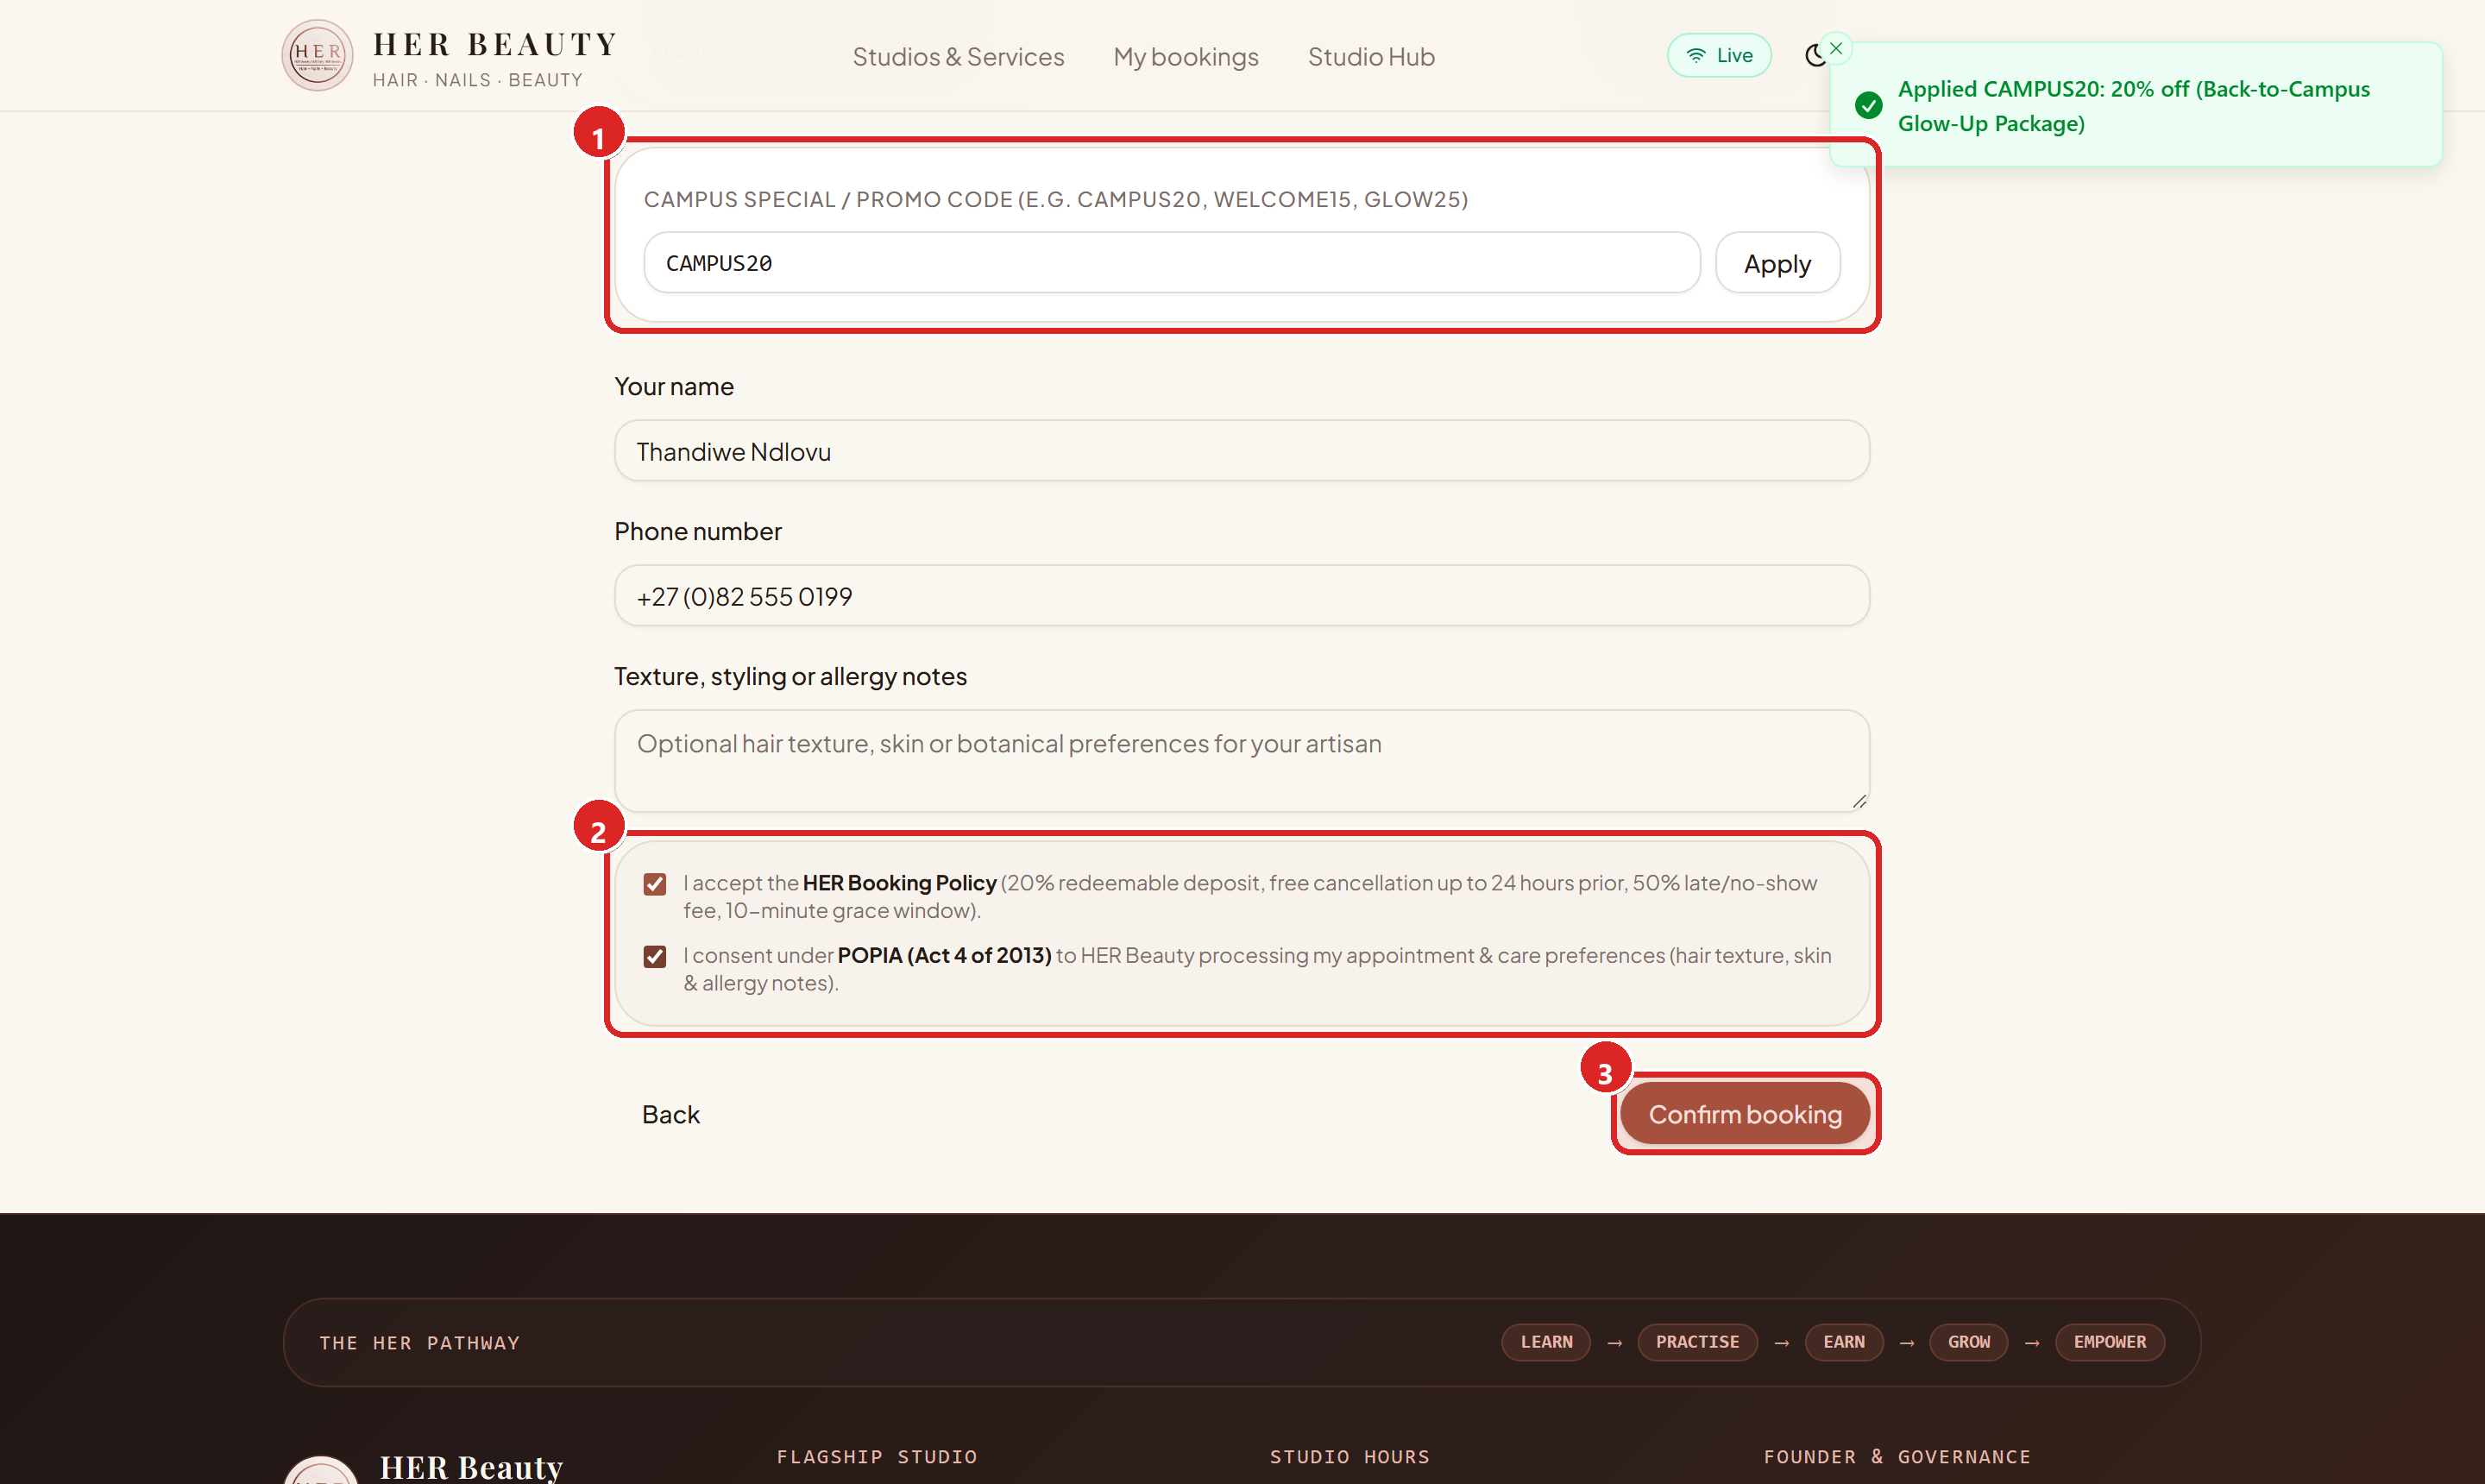 HER BEAUTY
HAIR · NAILS · BEAUTY
Studios & Services
My bookings
Studio Hub
Live
Applied CAMPUS20: 20% off (Back-to-Campus
Glow-Up Package)
1
CAMPUS SPECIAL / PROMO CODE (E.G. CAMPUS20, WELCOME15, GLOW25)
CAMPUS20
Apply
Your name
Thandiwe Ndlovu
Phone number
+27 (0)82 555 0199
Texture, styling or allergy notes
Optional hair texture, skin or botanical preferences for your artisan
2
I accept the HER Booking Policy (20% redeemable deposit, free cancellation up to 24 hours prior, 50% late/no-show
fee, 10-minute grace window).
I consent under POPIA (Act 4 of 2013) to HER Beauty processing my appointment & care preferences (hair texture, skin
& allergy notes).
3
Back
Confirm booking
THE HER PATHWAY
LEARN → PRACTISE → EARN → GROW → EMPOWER
HER Beauty
FLAGSHIP STUDIO
STUDIO HOURS
FOUNDER & GOVERNANCE